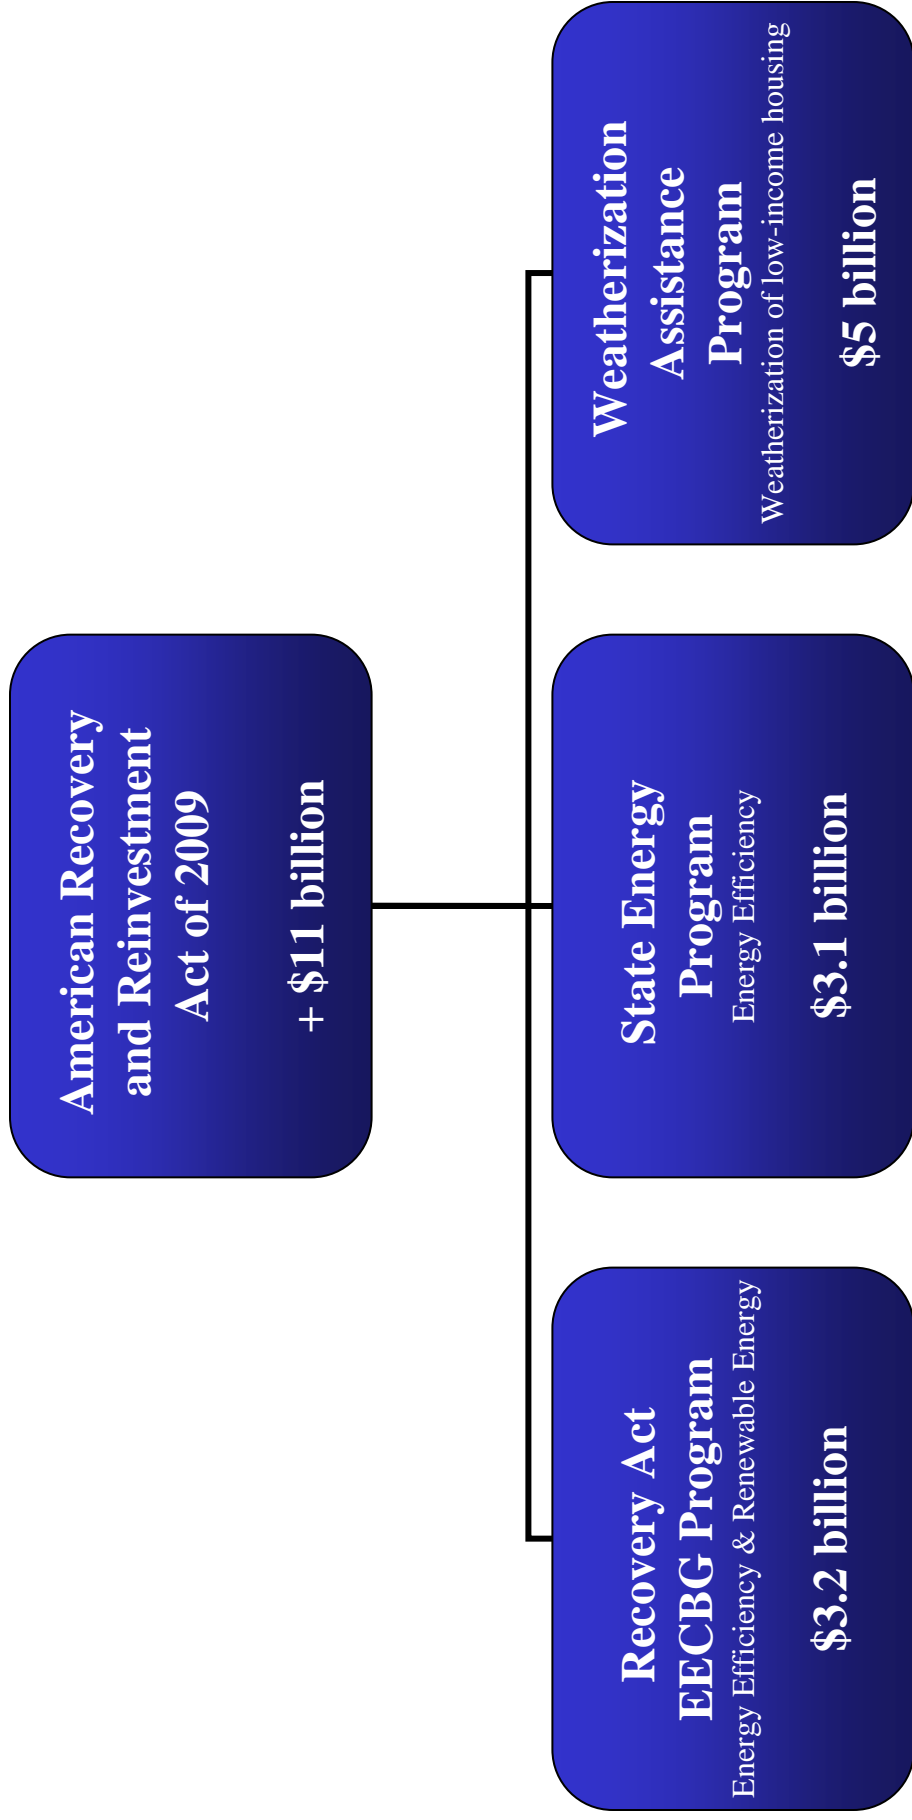 American Recovery
and Reinvestment
Act of 2009
+ $11 billion
Recovery Act
EECBG Program
Energy Efficiency & Renewable Energy
$3.2 billion
State Energy
Program
Energy Efficiency
$3.1 billion
Weatherization
Assistance
Program
Weatherization of low-income housing
$5 billion